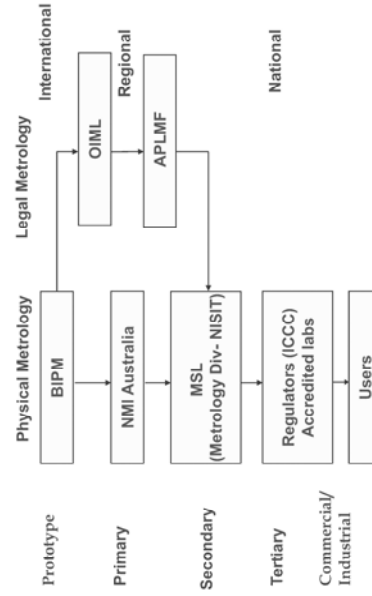 Physical Metrology
Legal Metrology
Prototype
BIPM
International
OIML
Primary
NMI Australia
Regional
APLMF
Secondary
MSL
(Metrology Div- NISIT)
Tertiary
Regulators (ICCC)
Accredited labs
National
Commercial/
Industrial
Users